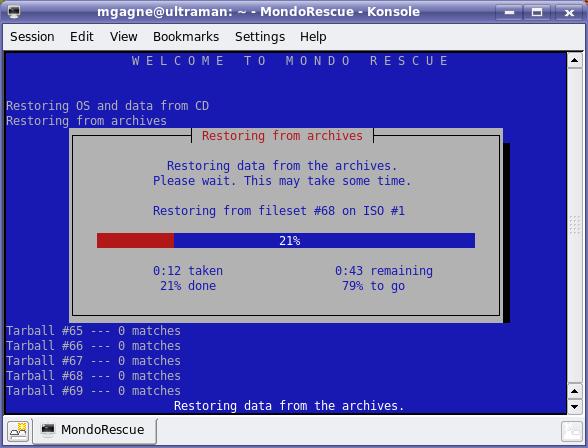 mgagne@ultraman: ~ - MondoRescue - Konsole
Session Edit View Bookmarks Settings Help
W E L C O M E   T O   M O N D O   R E S C U E
Restoring OS and data from CD
Restoring from archives
Restoring from archives
Restoring data from the archives.
Please wait. This may take some time.
Restoring from fileset #68 on ISO #1
21%
0:12 taken 0:43 remaining
21% done 79% to go
Tarball #65 --- 0 matches
Tarball #66 --- 0 matches
Tarball #67 --- 0 matches
Tarball #68 --- 0 matches
Tarball #69 --- 0 matches
Restoring data from the archives.
MondoRescue